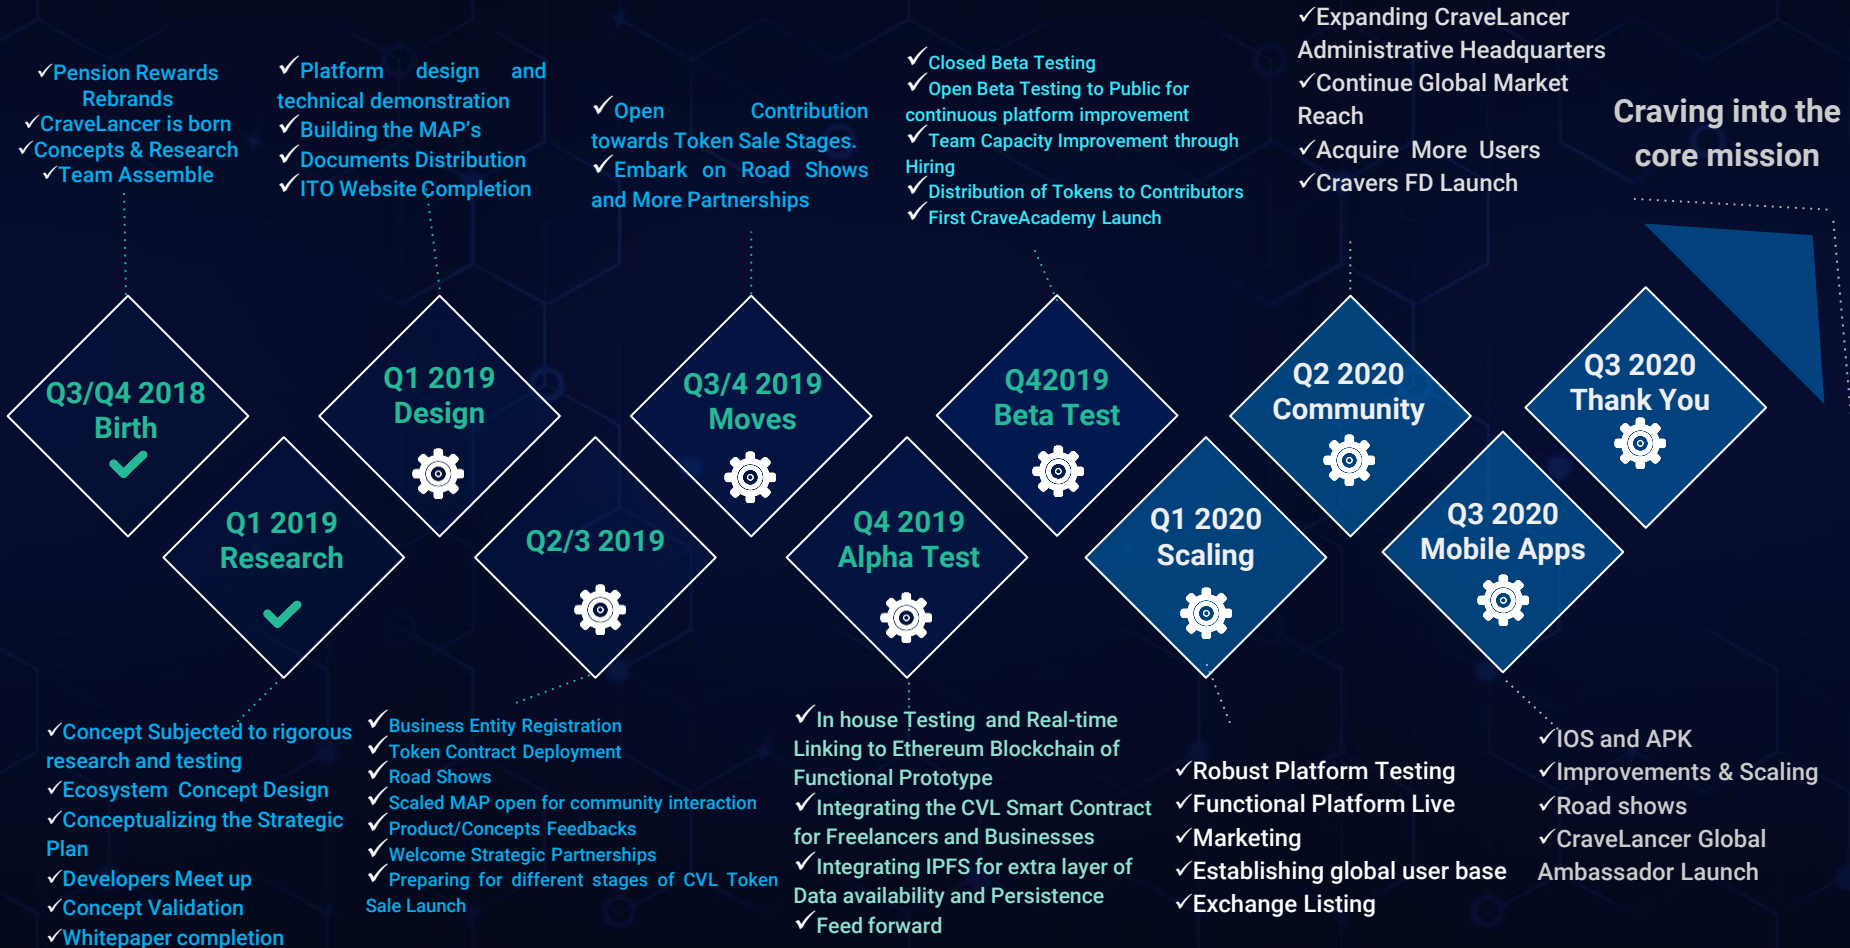 ✓Pension Rewards
Rebrands
✓CraveLancer is born
✓Concepts & Research
✓Team Assemble
✓Platform design and
technical demonstration
✓Building the MAP's
✓Documents Distribution
✓ITO Website Completion
✓Open Contribution
towards Token Sale Stages.
✓Embark on Road Shows
and More Partnerships
✓Closed Beta Testing
✓Open Beta Testing to Public for
continuous platform improvement
✓Team Capacity Improvement through
Hiring
✓Distribution of Tokens to Contributors
✓First CraveAcademy Launch
✓Expanding CraveLancer
Administrative Headquarters
✓Continue Global Market
Reach
✓Acquire More Users
✓Cravers FD Launch
Craving into the
core mission
Q3/Q4 2018
Birth
Q1 2019
Research
Q1 2019
Design
Q2/3 2019
Q3/4 2019
Moves
Q4 2019
Alpha Test
Q42019
Beta Test
Q1 2020
Scaling
Q2 2020
Community
Q3 2020
Mobile Apps
Q3 2020
Thank You
✓Concept Subjected to rigorous
research and testing
✓Ecosystem Concept Design
✓Conceptualizing the Strategic
Plan
✓Developers Meet up
✓Concept Validation
✓Whitepaper completion
✓Business Entity Registration
✓Token Contract Deployment
✓Road Shows
✓Scaled MAP open for community interaction
✓Product/Concepts Feedbacks
✓Welcome Strategic Partnerships
✓Preparing for different stages of CVL Token
Sale Launch
✓In house Testing and Real-time
Linking to Ethereum Blockchain of
Functional Prototype
✓Integrating the CVL Smart Contract
for Freelancers and Businesses
✓Integrating IPFS for extra layer of
Data availability and Persistence
✓Feed forward
✓Robust Platform Testing
✓Functional Platform Live
✓Marketing
✓Establishing global user base
✓Exchange Listing
✓IOS and APK
✓Improvements & Scaling
✓Road shows
✓CraveLancer Global
Ambassador Launch